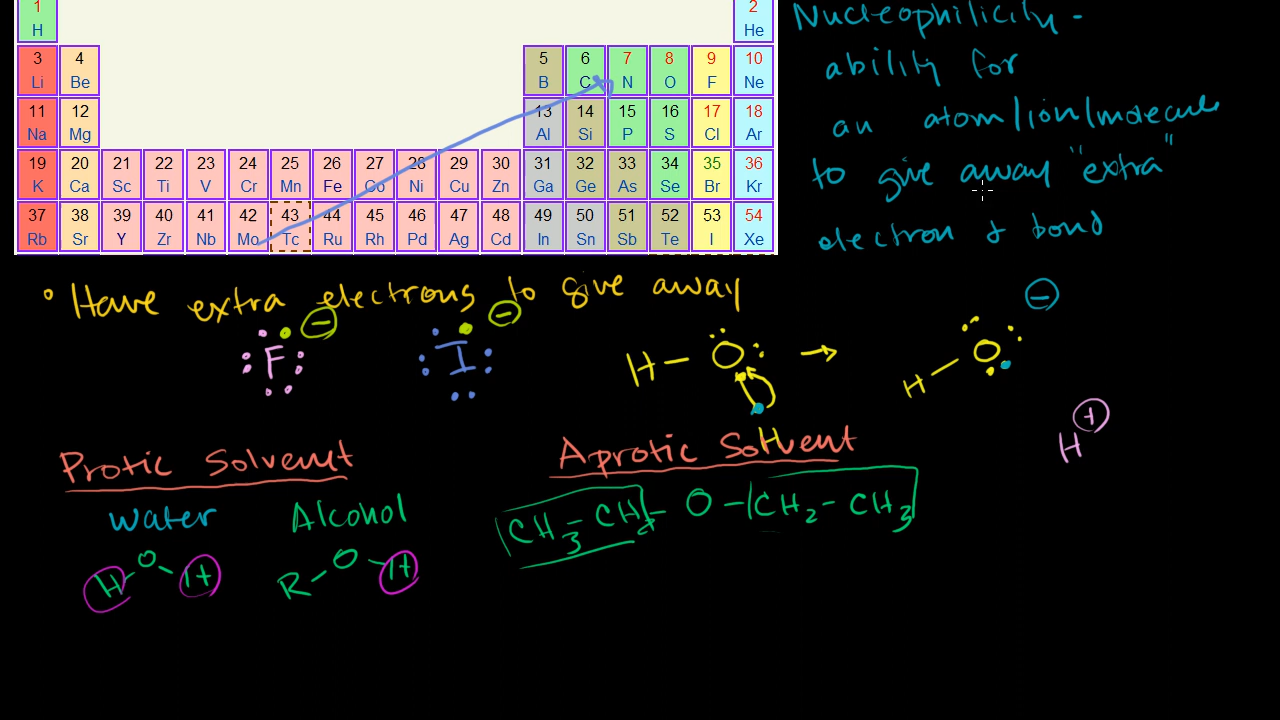 1 2
H He
3 4 5 6 7 8 9 10
Li Be B C N O F Ne
11 12 13 14 15 16 17 18
Na Mg Al Si P S Cl Ar
19 20 21 22 23 24 25 26 27 28 29 30 31 32 33 34 35 36
K Ca Sc Ti V Cr Mn Fe Co Ni Cu Zn Ga Ge As Se Br Kr
37 38 39 40 41 42 43 44 45 46 47 48 49 50 51 52 53 54
Rb Sr Y Zr Nb Mo Tc Ru Rh Pd Ag Cd In Sn Sb Te I Xe
Nucleophilicity -
ability for
an atom/ion/molecule
to give away "extra"
electron & bond
• Have extra electrons to give away
F − I − H - O H → H - O −
H +
Protic Solvent
Water Alcohol
H - O - H R - O - H
Aprotic Solvent
CH3 - CH2 - O - CH2 - CH3